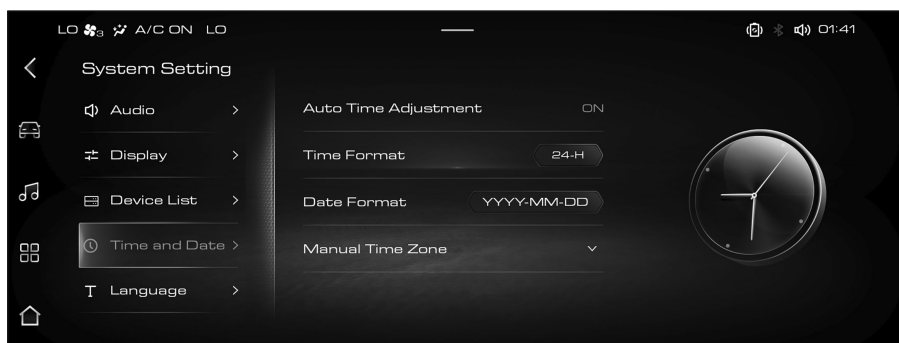 LO 3 A/C ON LO
01:41
System Setting
Audio
Display
Device List
Time and Date
Language
Auto Time Adjustment ON
Time Format 24-H
Date Format YYYY-MM-DD
Manual Time Zone